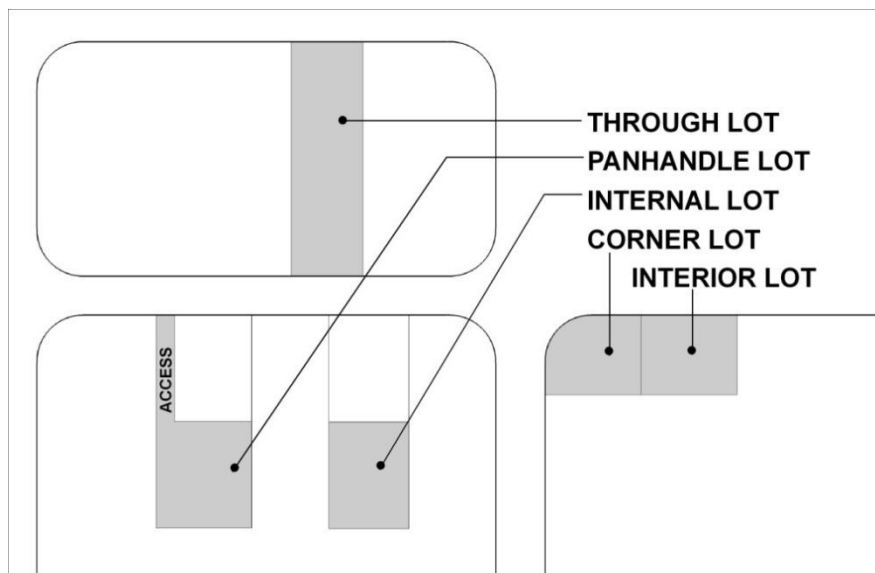 THROUGH LOT
PANHANDLE LOT
INTERNAL LOT
CORNER LOT
INTERIOR LOT
ACCESS